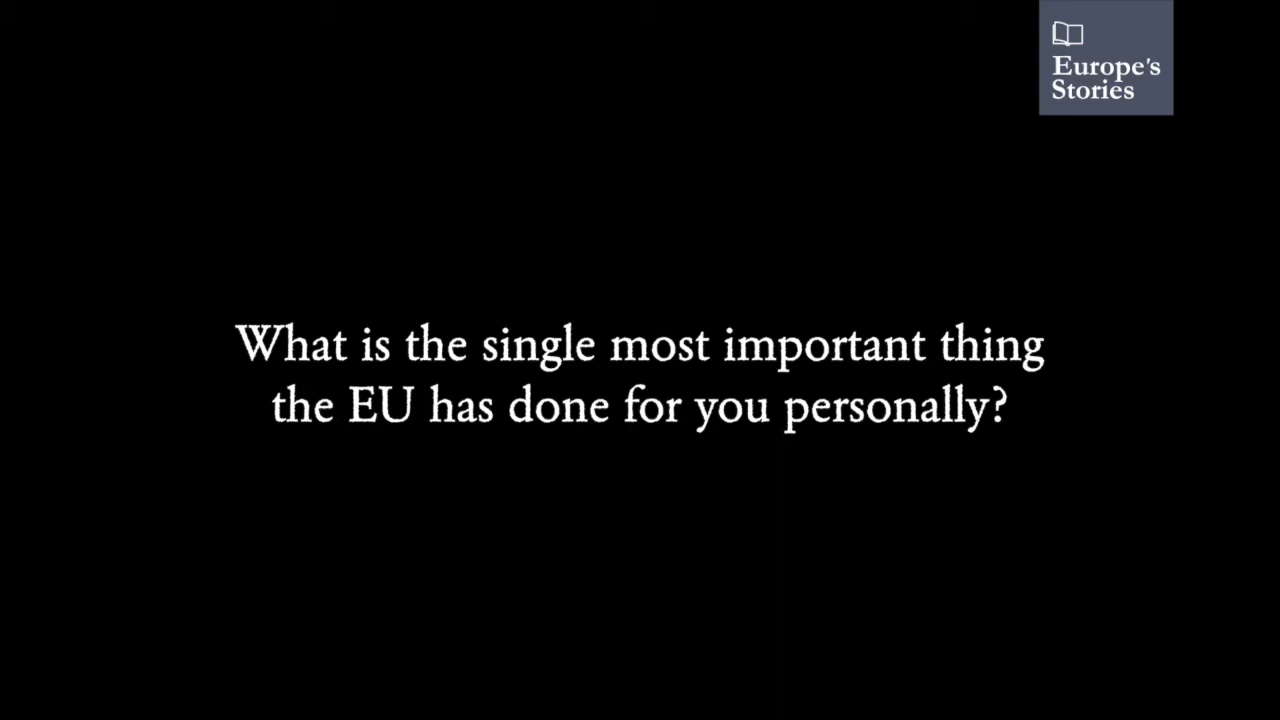 Europe's
Stories
What is the single most important thing
the EU has done for you personally?